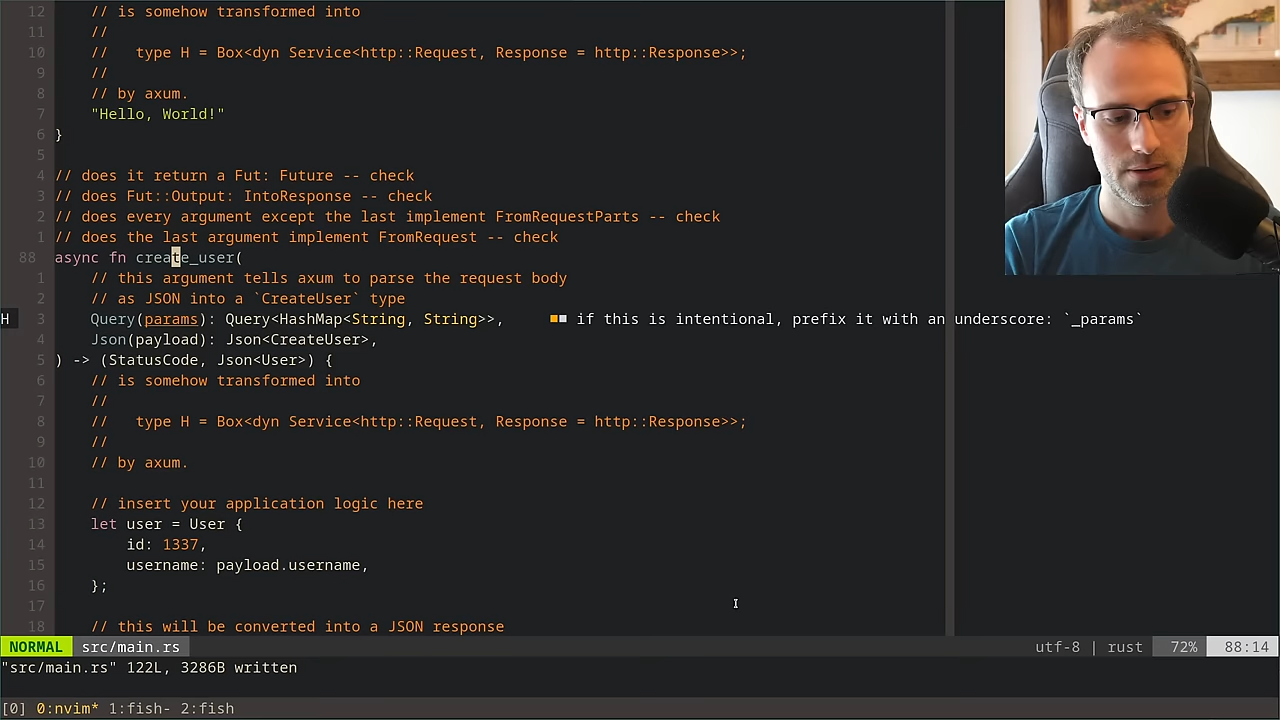 12 // is somehow transformed into
11 //
10 // type H = Box<dyn Service<http::Request, Response = http::Response>>;
9 //
8 // by axum.
7 "Hello, World!"
6 }
5
4 // does it return a Fut: Future -- check
3 // does Fut::Output: IntoResponse -- check
2 // does every argument except the last implement FromRequestParts -- check
1 // does the last argument implement FromRequest -- check
88 async fn create_user(
1 // this argument tells axum to parse the request body
2 // as JSON into a `CreateUser` type
H 3 Query(params): Query<HashMap<String, String>>, ■■ if this is intentional, prefix it with an underscore: `_params`
4 Json(payload): Json<CreateUser>,
5 ) -> (StatusCode, Json<User>) {
6 // is somehow transformed into
7 //
8 // type H = Box<dyn Service<http::Request, Response = http::Response>>;
9 //
10 // by axum.
11
12 // insert your application logic here
13 let user = User {
14 id: 1337,
15 username: payload.username,
16 };
17
18 // this will be converted into a JSON response
NORMAL src/main.rs utf-8 | rust 72% 88:14
"src/main.rs" 122L, 3286B written
[0] 0:nvim* 1:fish- 2:fish